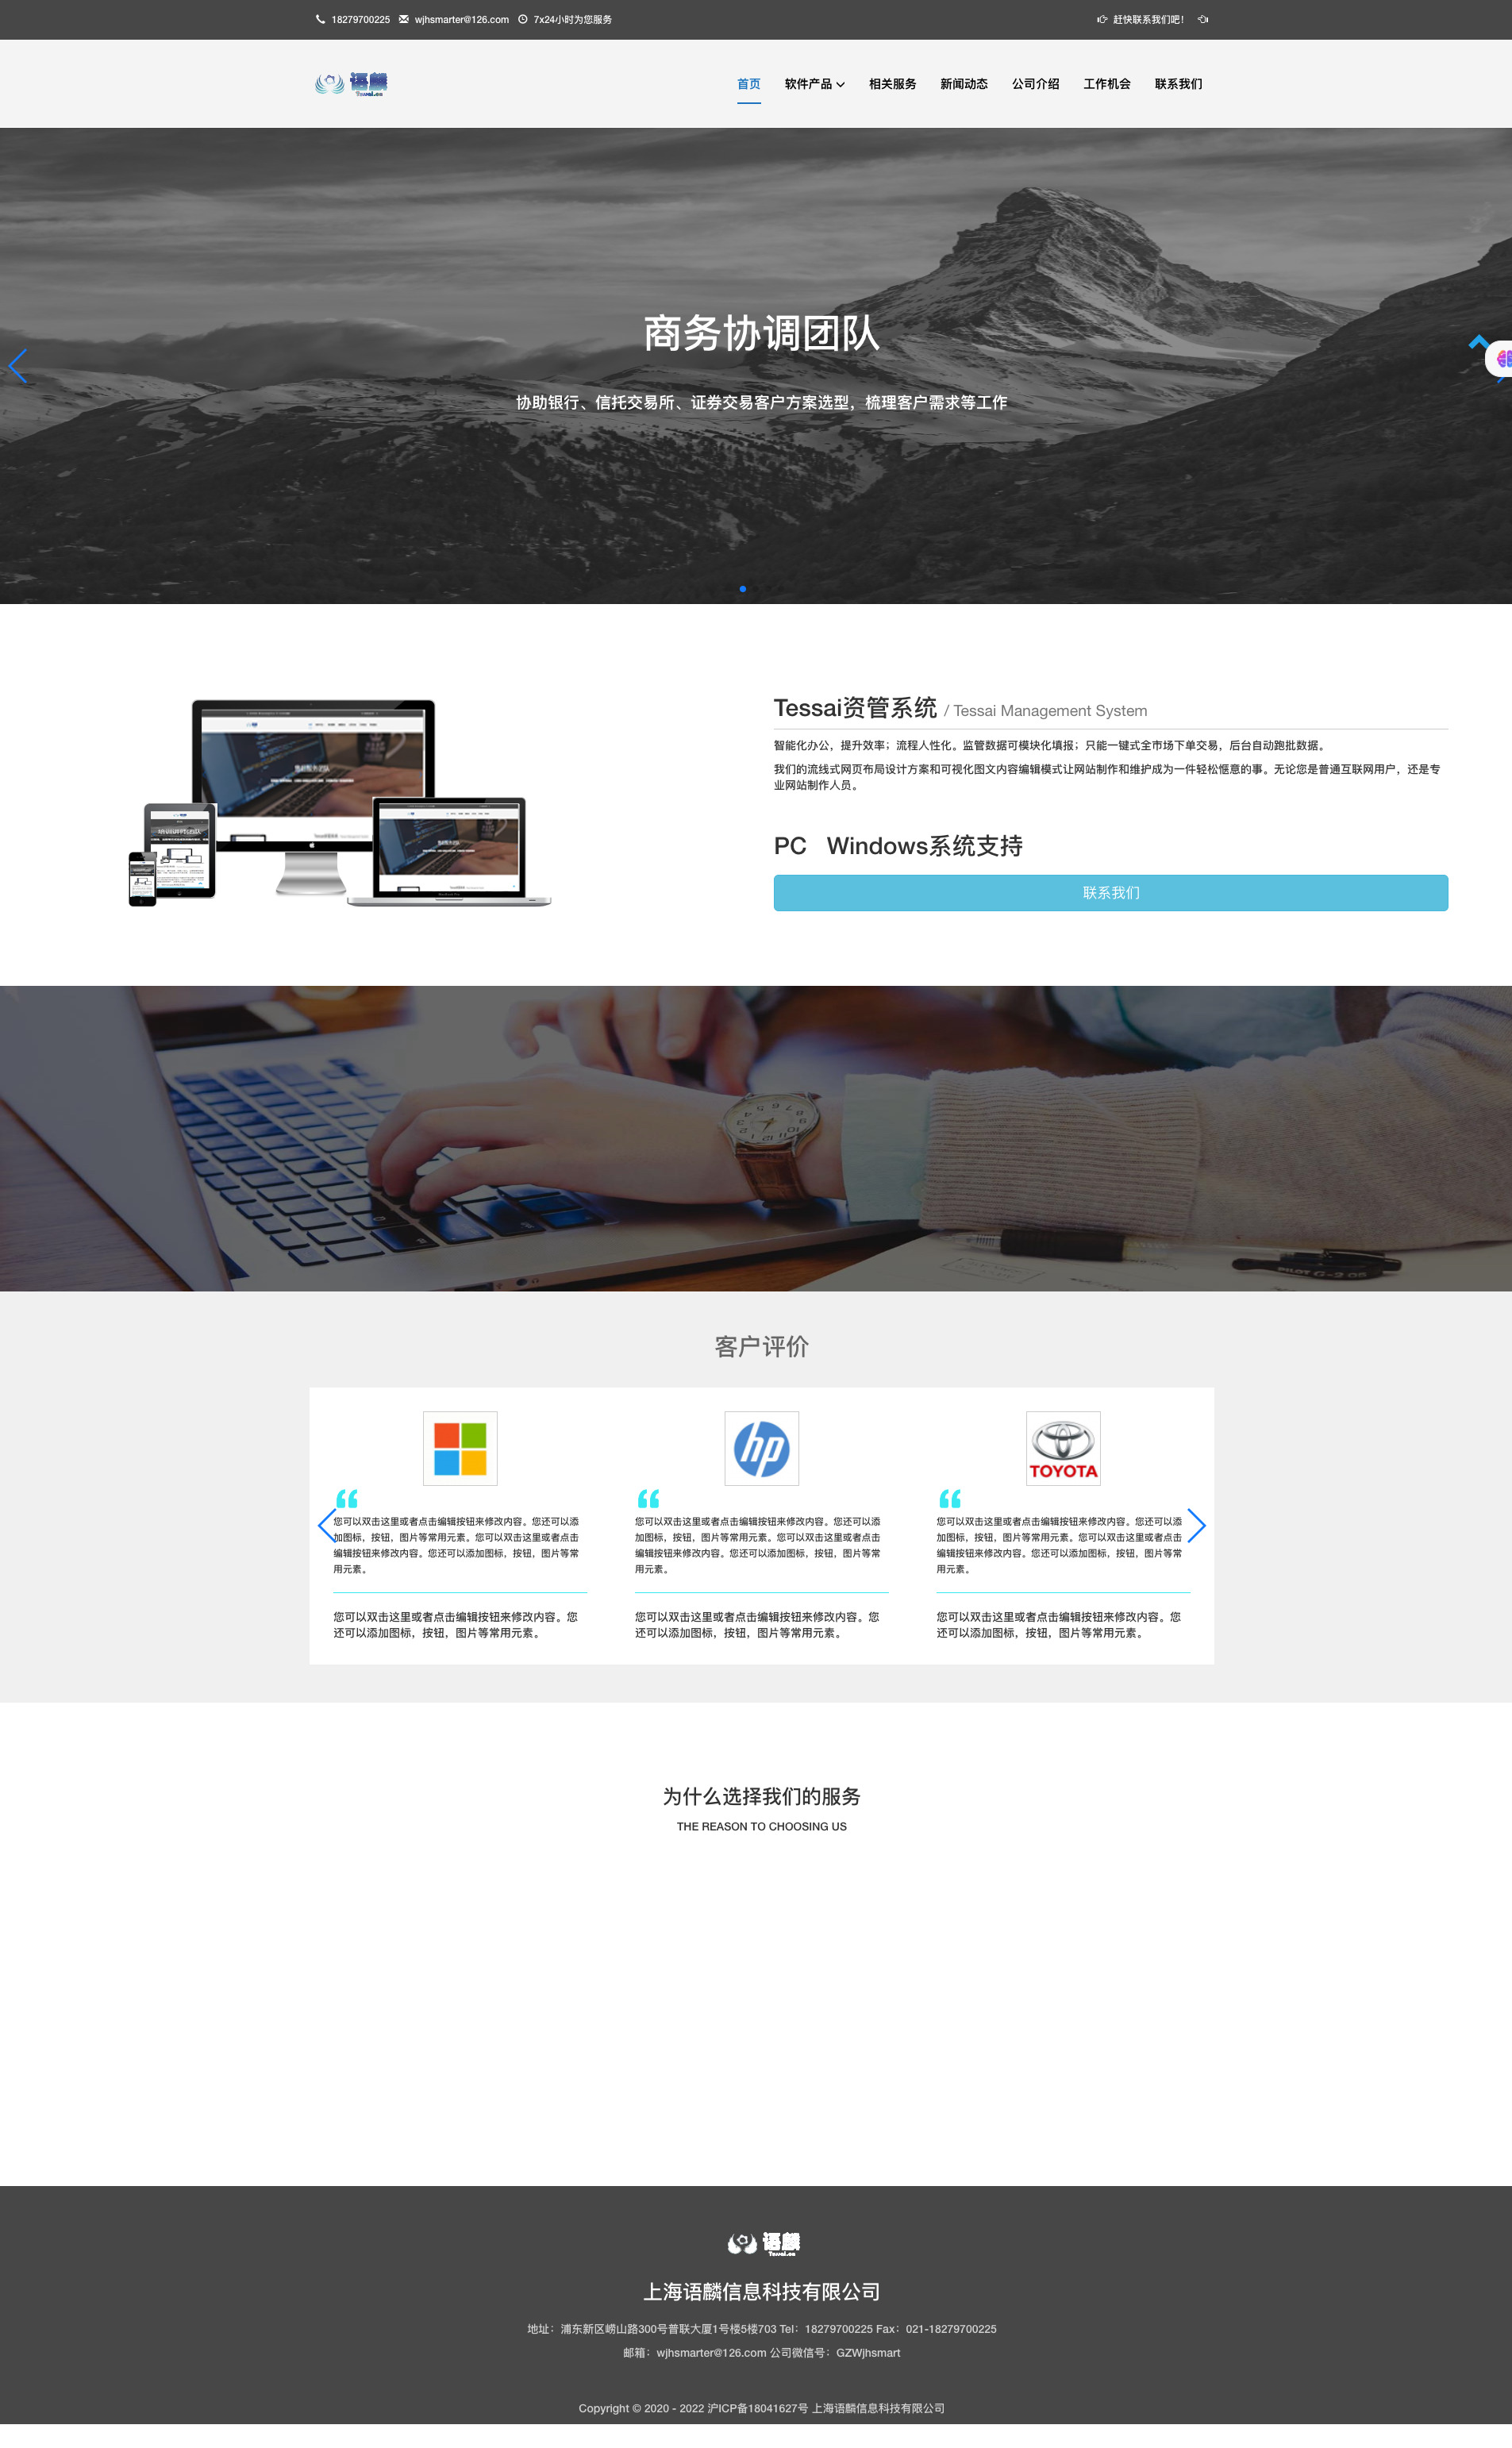 18279700225 wjhsmarter@126.com 7x24小时为您服务 赶快联系我们吧！
语麟
Tessai.cn
首页 软件产品 相关服务 新闻动态 公司介绍 工作机会 联系我们
商务协调团队
协助银行、信托交易所、证券交易客户方案选型，梳理客户需求等工作
Tessai资管系统 / Tessai Management System
智能化办公，提升效率；流程人性化。监管数据可模块化填报；只能一键式全市场下单交易，后台自动跑批数据。
我们的流线式网页布局设计方案和可视化图文内容编辑模式让网站制作和维护成为一件轻松惬意的事。无论您是普通互联网用户，还是专
业网站制作人员。
PC Windows系统支持
联系我们
PILOT G-2 05
客户评价
hp
TOYOTA
您可以双击这里或者点击编辑按钮来修改内容。您还可以添
加图标，按钮，图片等常用元素。您可以双击这里或者点击
编辑按钮来修改内容。您还可以添加图标，按钮，图片等常
用元素。
您可以双击这里或者点击编辑按钮来修改内容。您
还可以添加图标，按钮，图片等常用元素。
您可以双击这里或者点击编辑按钮来修改内容。您还可以添
加图标，按钮，图片等常用元素。您可以双击这里或者点击
编辑按钮来修改内容。您还可以添加图标，按钮，图片等常
用元素。
您可以双击这里或者点击编辑按钮来修改内容。您
还可以添加图标，按钮，图片等常用元素。
您可以双击这里或者点击编辑按钮来修改内容。您还可以添
加图标，按钮，图片等常用元素。您可以双击这里或者点击
编辑按钮来修改内容。您还可以添加图标，按钮，图片等常
用元素。
您可以双击这里或者点击编辑按钮来修改内容。您
还可以添加图标，按钮，图片等常用元素。
为什么选择我们的服务
THE REASON TO CHOOSING US
语麟
Tessai.cn
上海语麟信息科技有限公司
地址：浦东新区崂山路300号普联大厦1号楼5楼703 Tel：18279700225 Fax：021-18279700225
邮箱：wjhsmarter@126.com 公司微信号：GZWjhsmart
Copyright © 2020 - 2022 沪ICP备18041627号 上海语麟信息科技有限公司